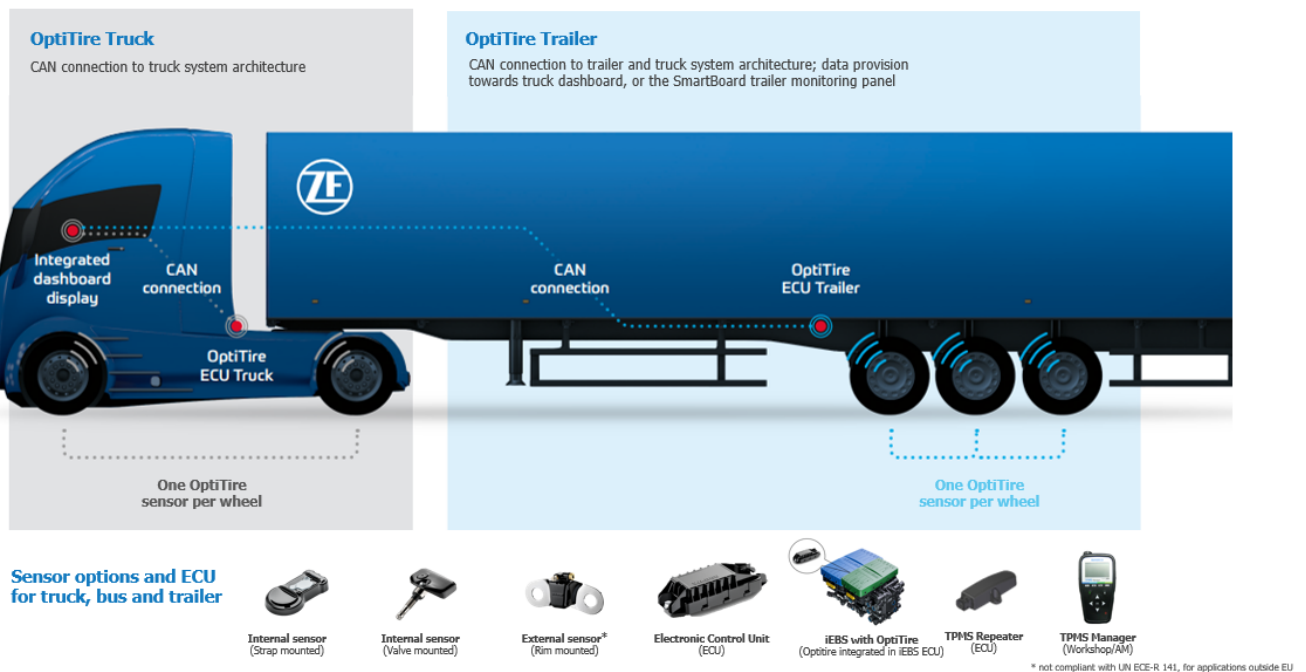 OptiTire Truck
CAN connection to truck system architecture
OptiTire Trailer
CAN connection to trailer and truck system architecture; data provision
towards truck dashboard, or the SmartBoard trailer monitoring panel
ZF
Integrated
dashboard
display
CAN
connection
OptiTire
ECU Truck
CAN
connection
OptiTire
ECU Trailer
One OptiTire
sensor per wheel
One OptiTire
sensor per wheel
Sensor options and ECU
for truck, bus and trailer
Internal sensor
(Strap mounted)
Internal sensor
(Valve mounted)
External sensor*
(Rim mounted)
Electronic Control Unit
(ECU)
iEBS with OptiTire
(Optitire integrated in iEBS ECU)
TPMS Repeater
(ECU)
TPMS Manager
(Workshop/AM)
* not compliant with UN ECE-R 141, for applications outside EU